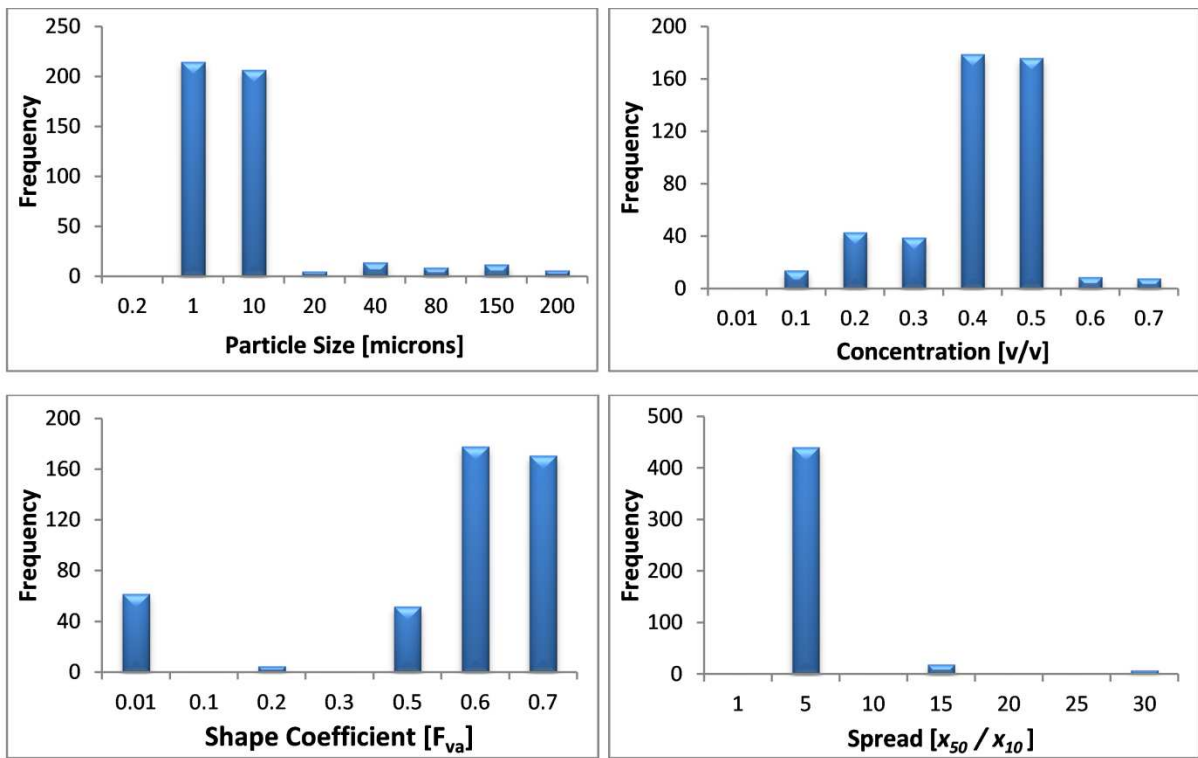 250
200
150
100
50
0
Frequency
0.2 1 10 20 40 80 150 200
Particle Size [microns]
200
160
120
80
40
0
Frequency
0.01 0.1 0.2 0.3 0.4 0.5 0.6 0.7
Concentration [v/v]
200
160
120
80
40
0
Frequency
0.01 0.1 0.2 0.3 0.5 0.6 0.7
Shape Coefficient [Fva]
500
400
300
200
100
0
Frequency
1 5 10 15 20 25 30
Spread [x50 / x10]